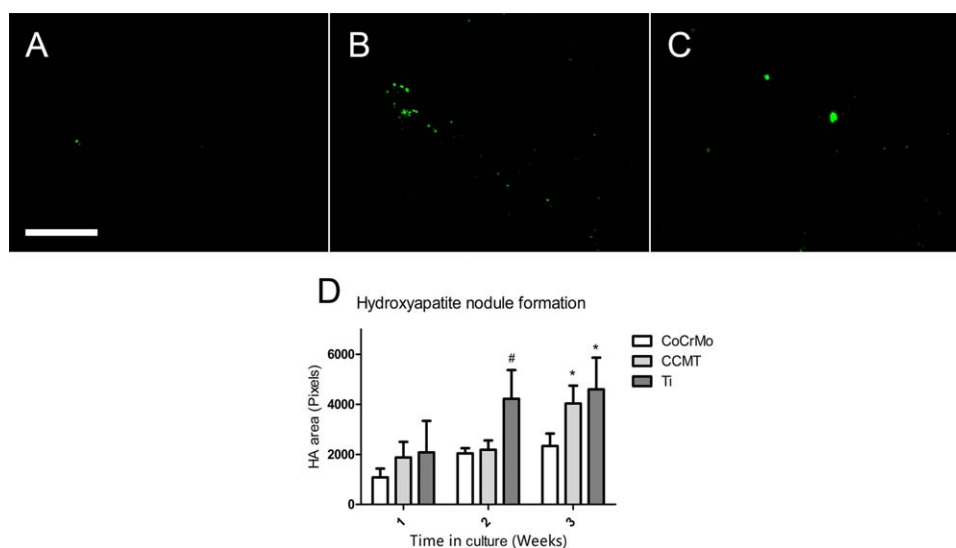 A
B
C
D
Hydroxyapatite nodule formation
CoCrMo
CCMT
Ti
HA area (Pixels)
6000
4000
2000
0
#
*
*
1
2
3
Time in culture (Weeks)